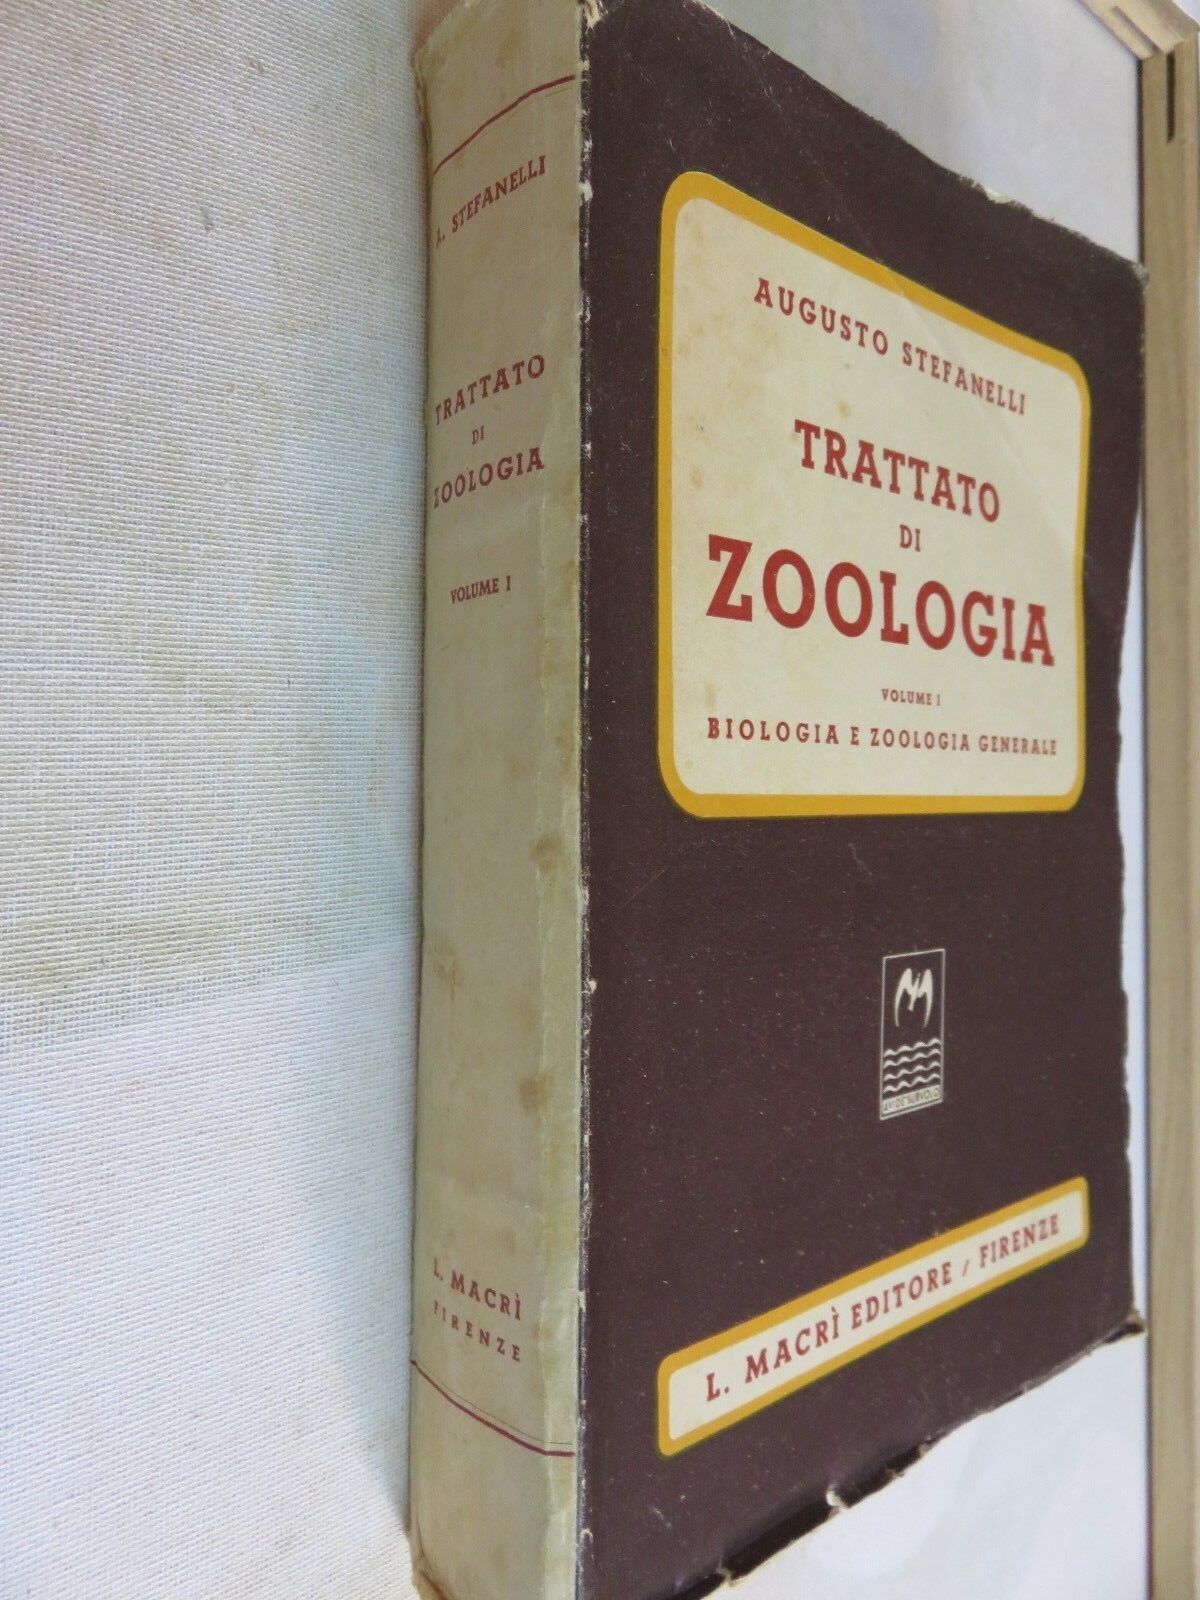 A. STEFANELLI
TRATTATO
DI
ZOOLOGIA
VOLUME I
L. MACRÌ
FIRENZE
AUGUSTO STEFANELLI
TRATTATO
DI
ZOOLOGIA
VOLUME I
BIOLOGIA E ZOOLOGIA GENERALE
L. MACRÌ EDITORE / FIRENZE